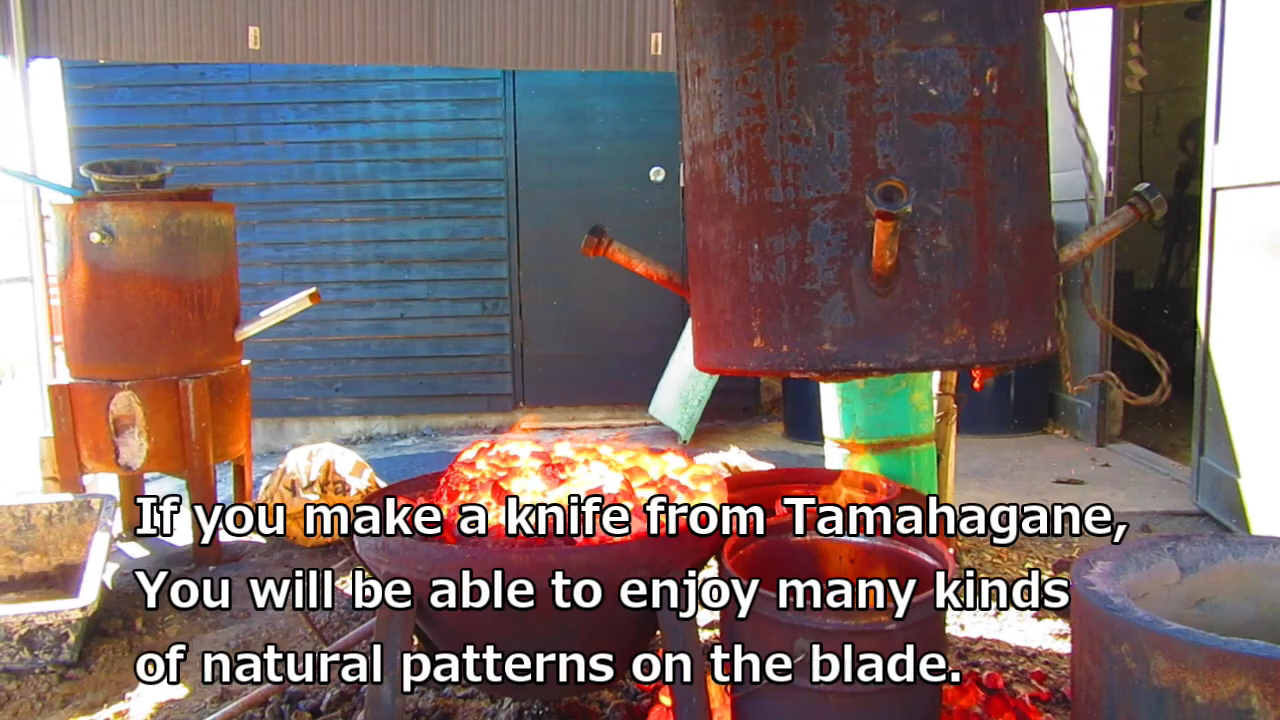 If you make a knife from Tamahagane,
You will be able to enjoy many kinds
of natural patterns on the blade.